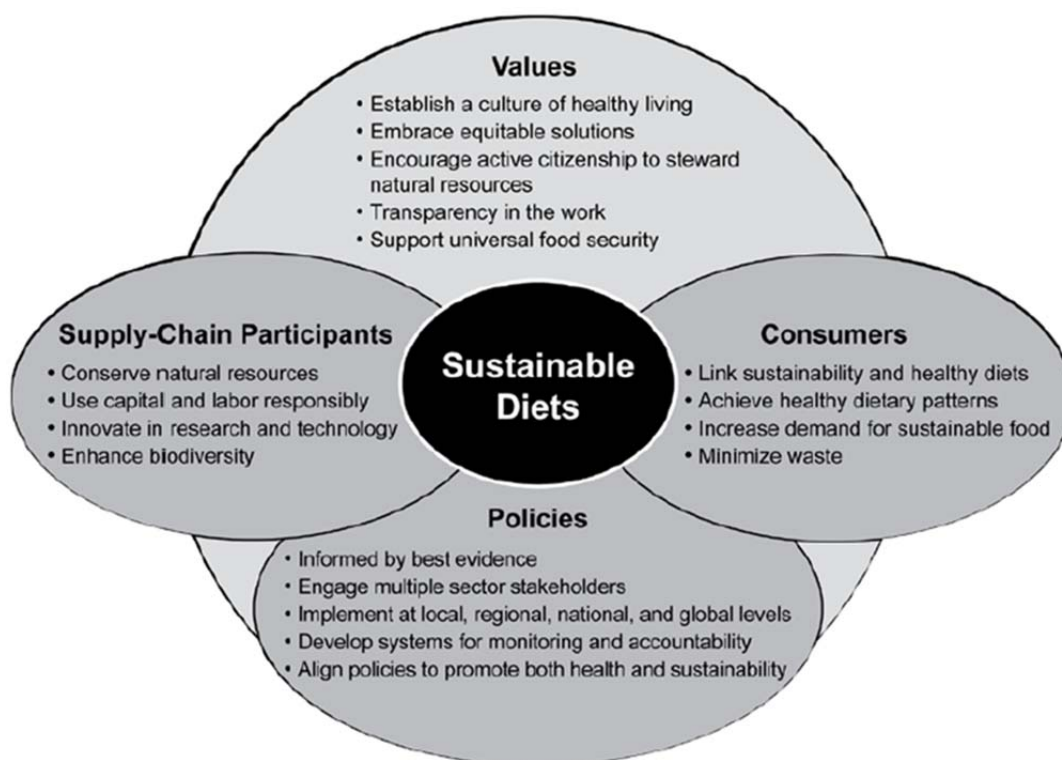 Values
• Establish a culture of healthy living
• Embrace equitable solutions
• Encourage active citizenship to steward
natural resources
• Transparency in the work
• Support universal food security
Supply-Chain Participants
• Conserve natural resources
• Use capital and labor responsibly
• Innovate in research and technology
• Enhance biodiversity
Sustainable
Diets
Consumers
• Link sustainability and healthy diets
• Achieve healthy dietary patterns
• Increase demand for sustainable food
• Minimize waste
Policies
• Informed by best evidence
• Engage multiple sector stakeholders
• Implement at local, regional, national, and global levels
• Develop systems for monitoring and accountability
• Align policies to promote both health and sustainability